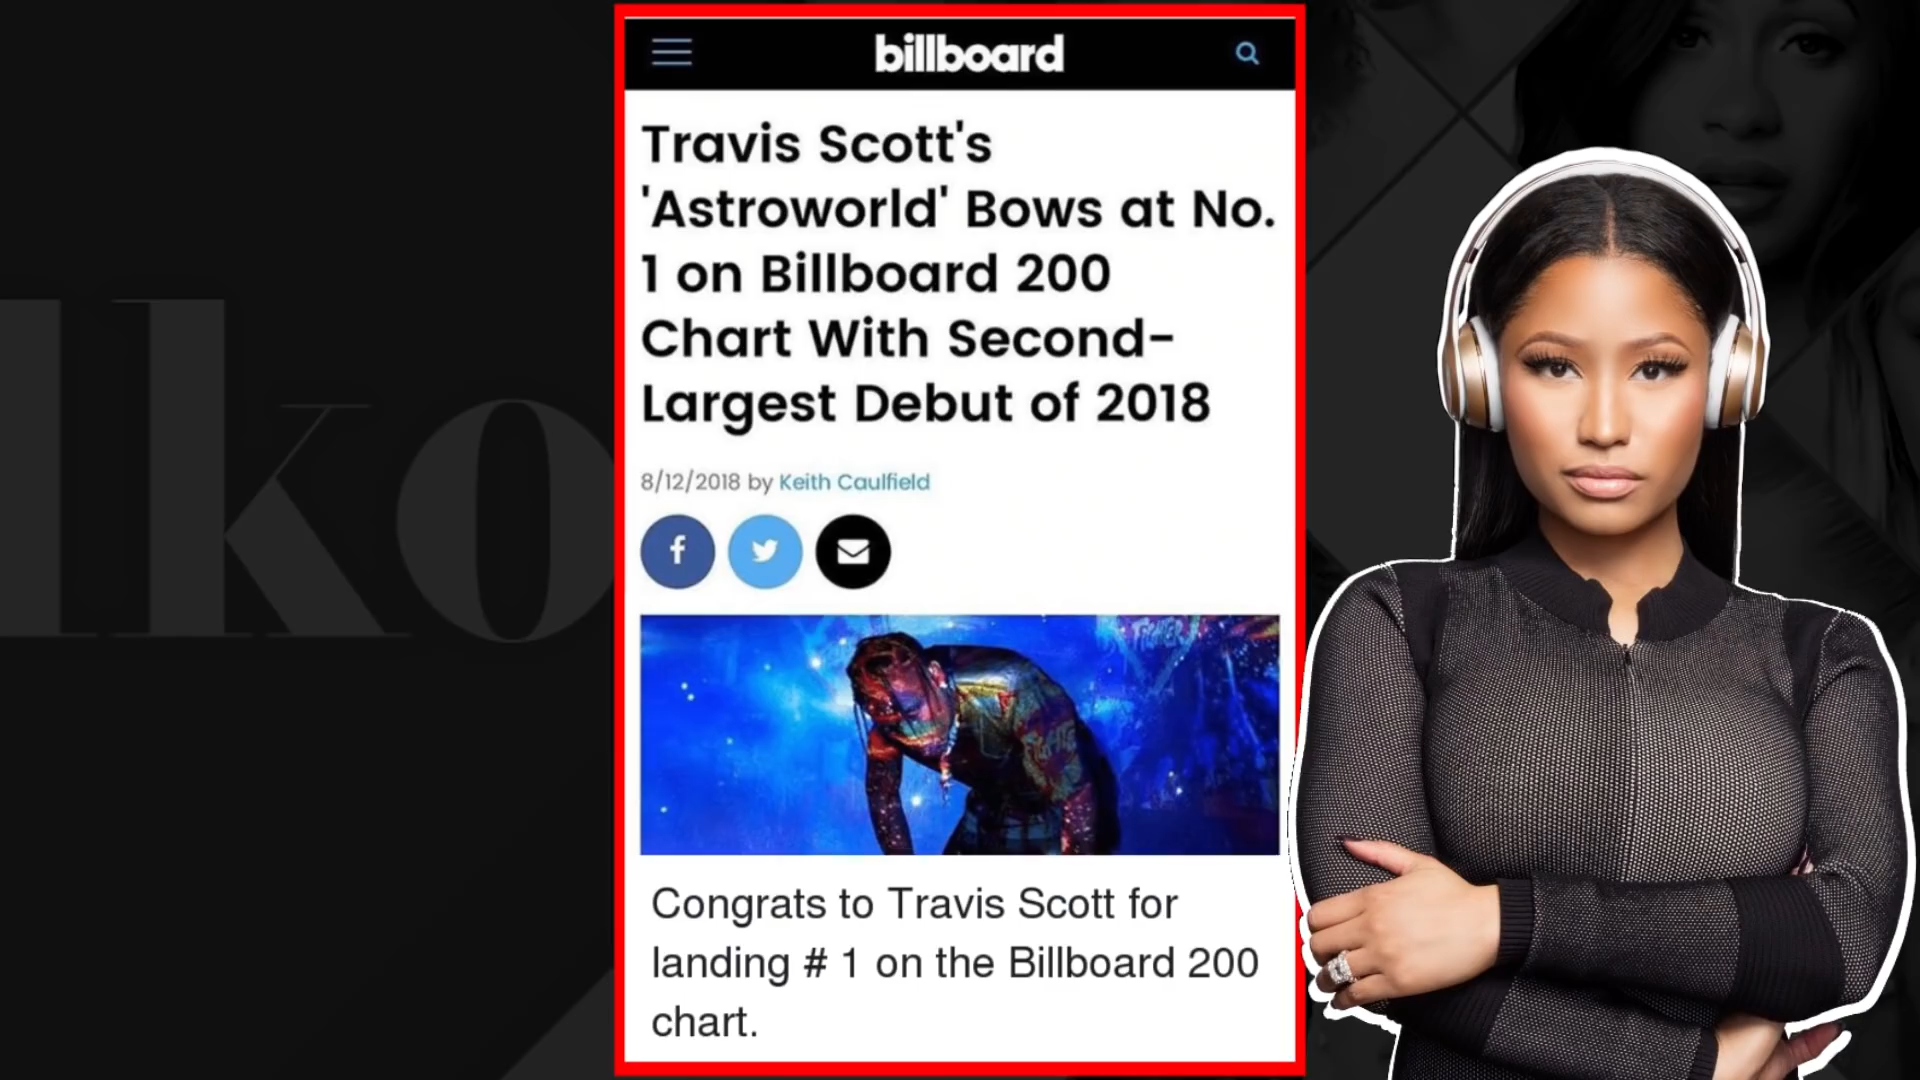 lko
billboard
Travis Scott's
'Astroworld' Bows at No.
1 on Billboard 200
Chart With Second-
Largest Debut of 2018
8/12/2018 by Keith Caulfield
Congrats to Travis Scott for
landing # 1 on the Billboard 200
chart.